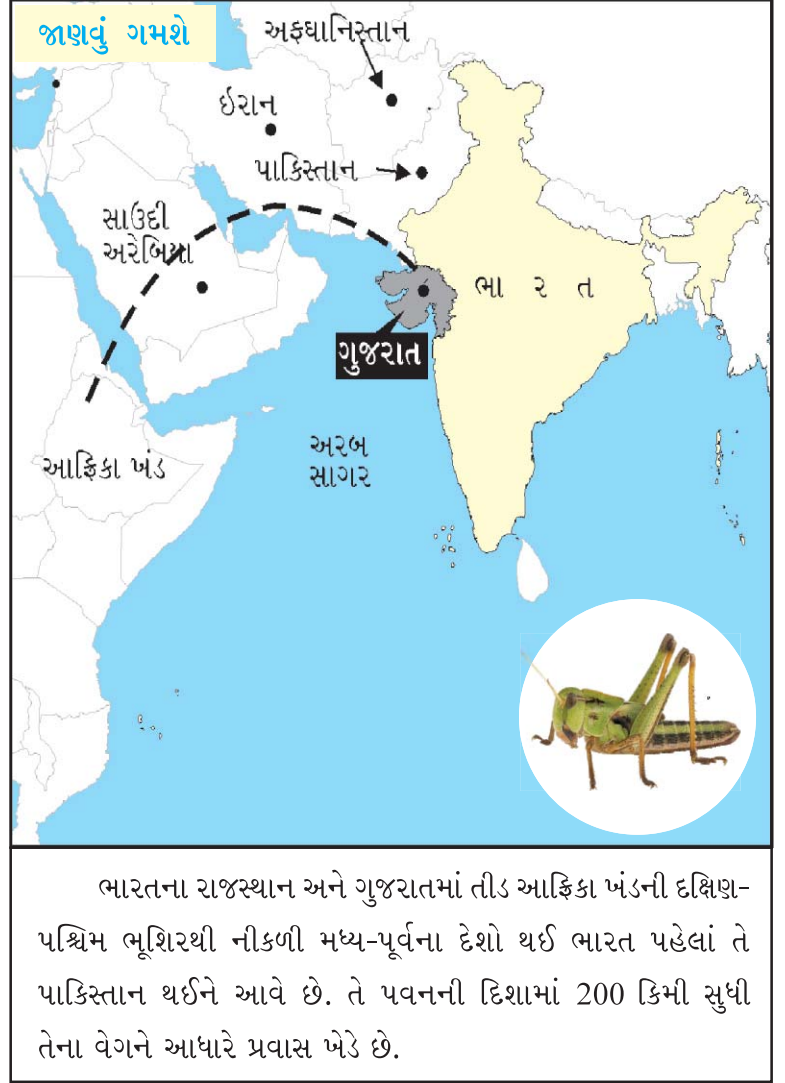 જાણવું ગમશે
અફઘાનિસ્તાન
ઇરાન
પાકિસ્તાન
સાઉદી
અરેબિયા
ભારત
ગુજરાત
અરબ
સાગર
આફ્રિકા ખંડ
ભારતના રાજસ્થાન અને ગુજરાતમાં તીડ આફ્રિકા ખંડની દક્ષિણ-
પશ્ચિમ ભૂશિરથી નીકળી મધ્ય-પૂર્વના દેશો થઈ ભારત પહેલાં તે
પાકિસ્તાન થઈને આવે છે. તે પવનની દિશામાં 200 કિમી સુધી
તેના વેગને આધારે પ્રવાસ ખેડે છે.